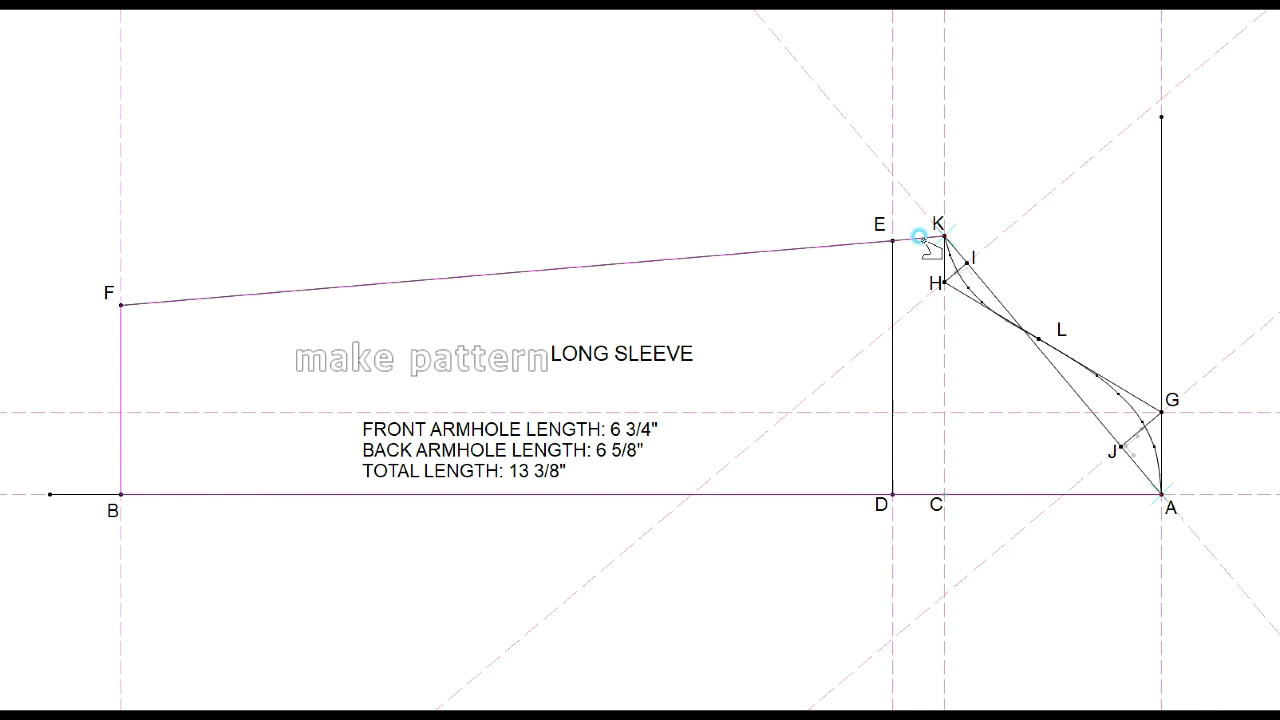 K
E
I
H
F
L
make pattern
LONG SLEEVE
G
FRONT ARMHOLE LENGTH: 6 3/4"
BACK ARMHOLE LENGTH: 6 5/8"
J
TOTAL LENGTH: 13 3/8"
B
D
C
A